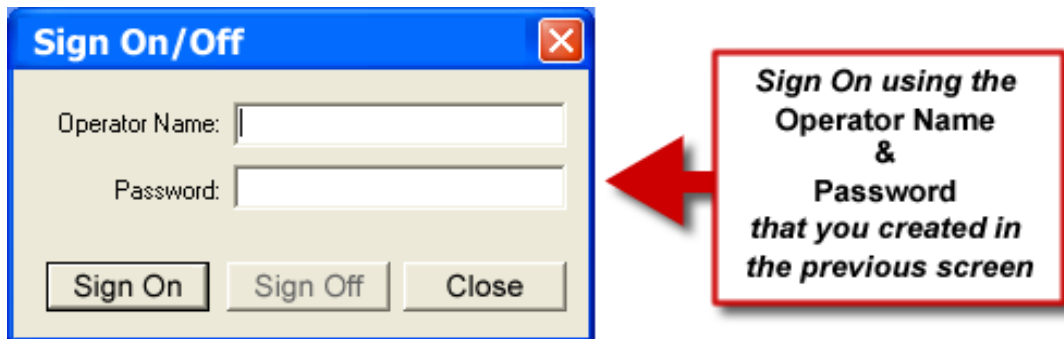 Sign On/Off
Operator Name:
Password:
Sign On Sign Off Close
Sign On using the
Operator Name
&
Password
that you created in
the previous screen